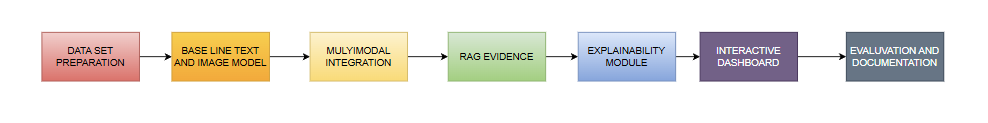 DATA SET
PREPARATION
BASE LINE TEXT
AND IMAGE MODEL
MULYIMODAL
INTEGRATION
RAG EVIDENCE
EXPLAINABILITY
MODULE
INTERACTIVE
DASHBOARD
EVALUVATION AND
DOCUMENTATION